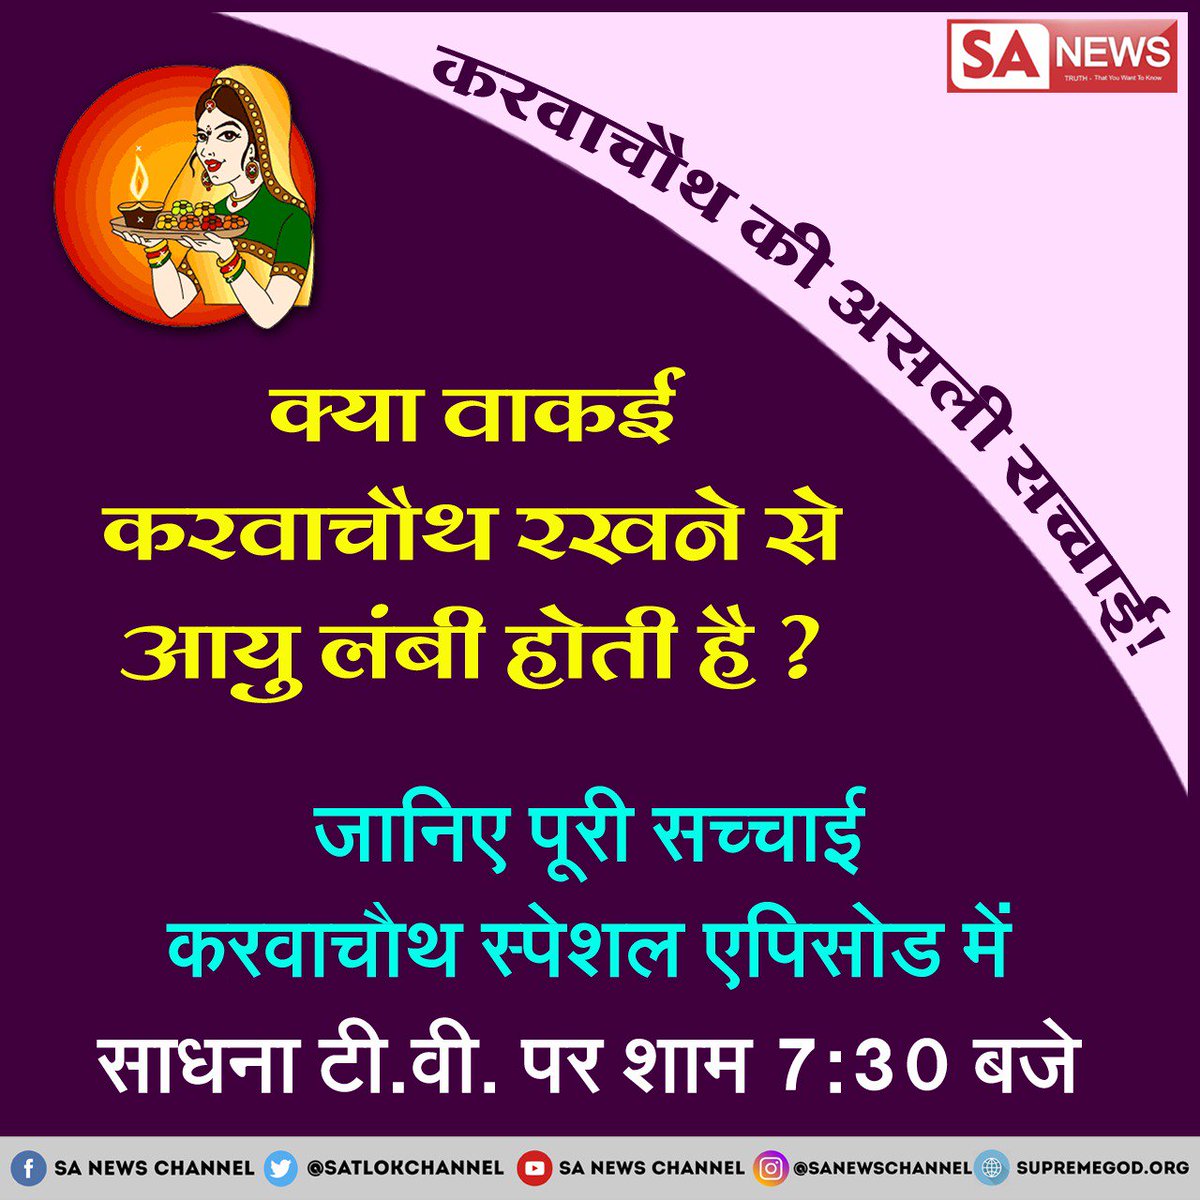 SA NEWS
TRUTH - That You Want To Know
करवाचौथ की असली सच्चाई!
क्या वाकई
करवाचौथ रखने से
आयु लंबी होती है ?
जानिए पूरी सच्चाई
करवाचौथ स्पेशल एपिसोड में
साधना टी.वी. पर शाम 7:30 बजे
SA NEWS CHANNEL @SATLOKCHANNEL SA NEWS CHANNEL @SANEWSCHANNEL SUPREMEGOD.ORG